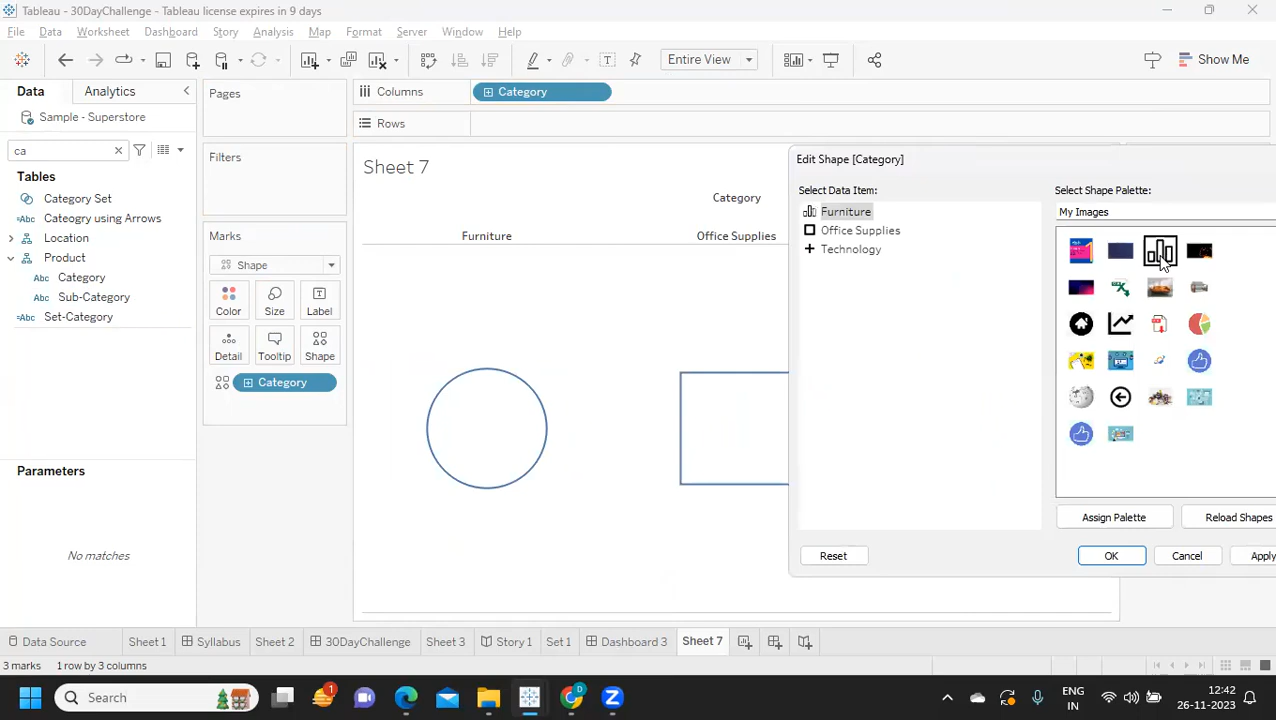 Tableau - 30DayChallenge - Tableau license expires in 9 days
File Data Worksheet Dashboard Story Analysis Map Format Server Window Help
Entire View
Show Me
Data Analytics
Pages
Columns Category
Sample - Superstore
Rows
ca
Filters
Sheet 7
Edit Shape [Category]
Tables
Category
Select Data Item:
Select Shape Palette:
Category Set
Furniture
My Images
Abc Cateogry using Arrows
Marks
Furniture
Office Supplies
Office Supplies
Location
Shape
Technology
Product
Abc Category
Color Size Label
Abc Sub-Category
Abc Set-Category
Detail Tooltip Shape
Category
Parameters
Assign Palette
Reload Shapes
No matches
Reset
OK
Cancel
Apply
Data Source Sheet 1 Syllabus Sheet 2 30DayChallenge Sheet 3 Story 1 Set 1 Dashboard 3 Sheet 7
3 marks 1 row by 3 columns
Search
1
ENG
IN
12:42
26-11-2023